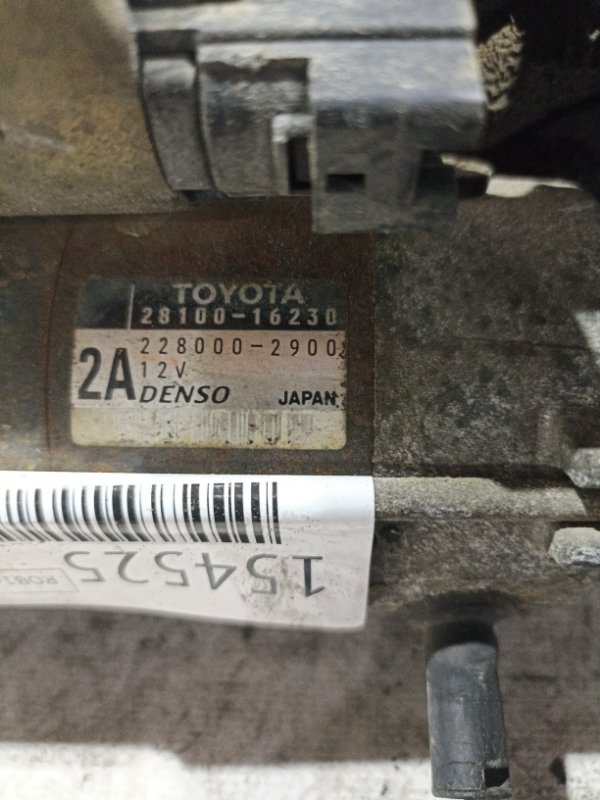 TOYOTA
28100-16230
228000-2900
2A
12V
DENSO JAPAN
154525